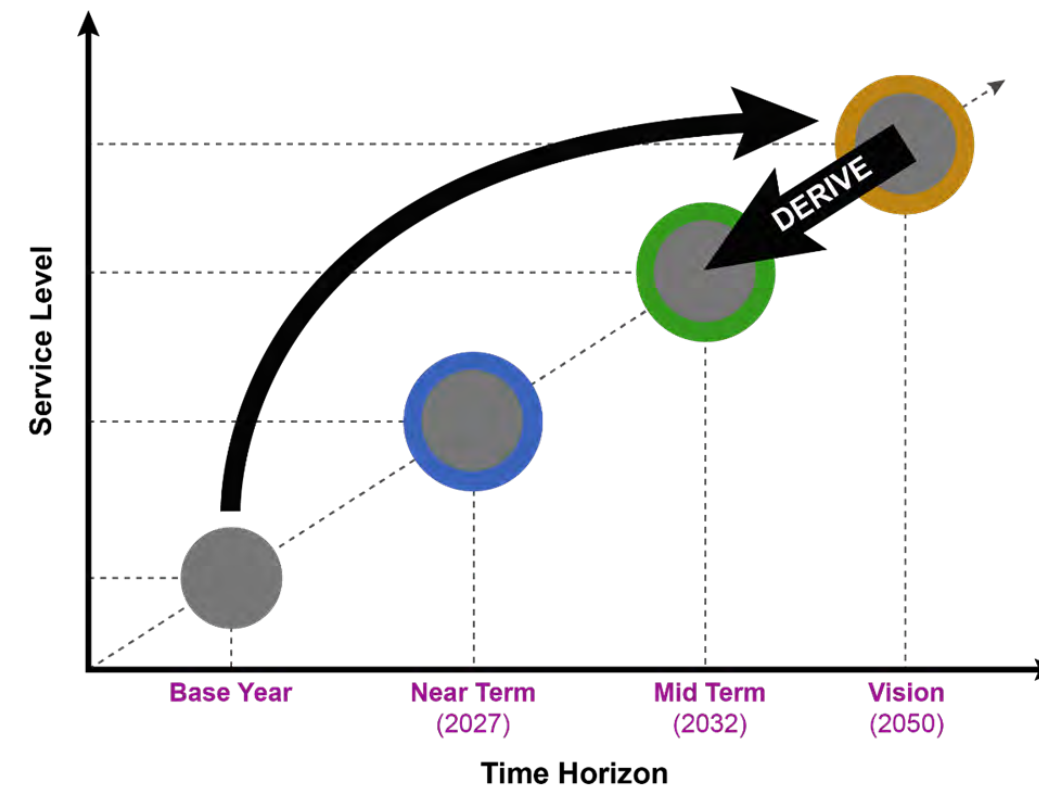 Service Level
DERIVE
Base Year
Near Term
(2027)
Mid Term
(2032)
Vision
(2050)
Time Horizon